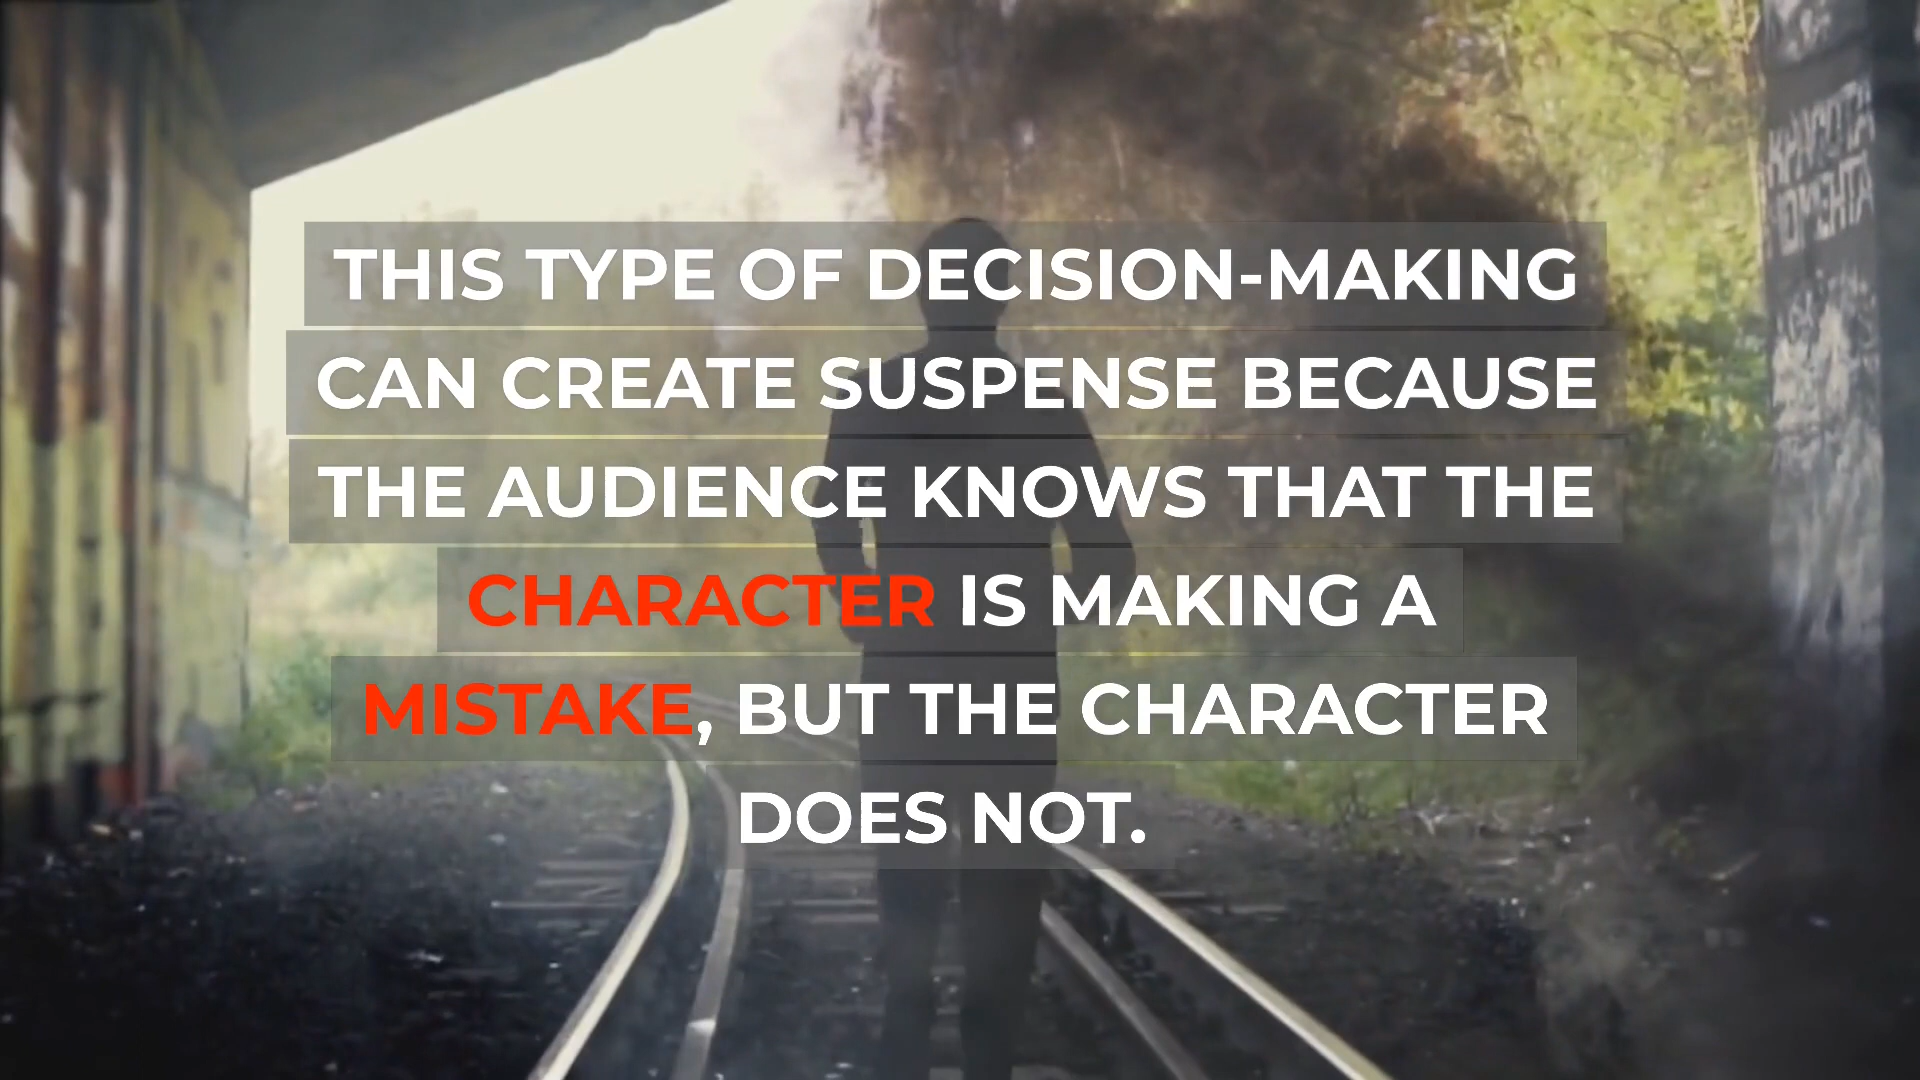 THIS TYPE OF DECISION-MAKING
CAN CREATE SUSPENSE BECAUSE
THE AUDIENCE KNOWS THAT THE
CHARACTER IS MAKING A
MISTAKE, BUT THE CHARACTER
DOES NOT.